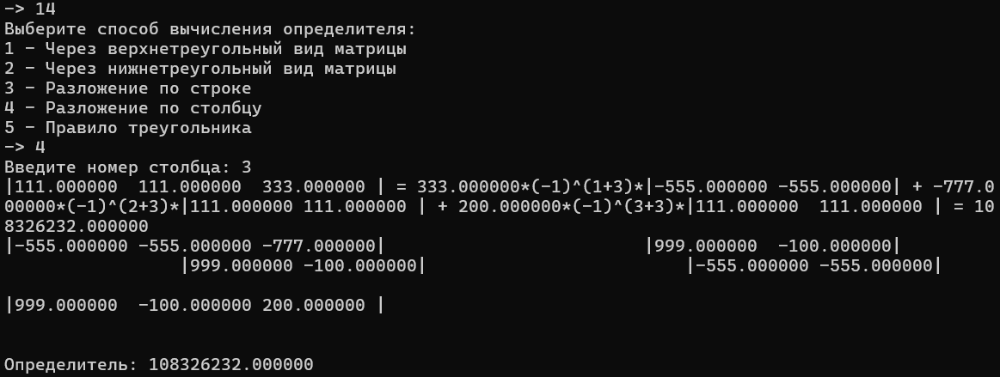 -> 14
Выберите способ вычисления определителя:
1 - Через верхнетреугольный вид матрицы
2 - Через нижнетреугольный вид матрицы
3 - Разложение по строке
4 - Разложение по столбцу
5 - Правило треугольника
-> 4
Введите номер столбца: 3
|111.000000  111.000000  333.000000 | = 333.000000*(-1)^(1+3)*|-555.000000 -555.000000| + -777.0
00000*(-1)^(2+3)*|111.000000 111.000000 | + 200.000000*(-1)^(3+3)*|111.000000  111.000000 | = 10
8326232.000000
|-555.000000 -555.000000 -777.000000|                         |999.000000  -100.000000|
                 |999.000000 -100.000000|                         |-555.000000 -555.000000|
|999.000000  -100.000000 200.000000 |
Определитель: 108326232.000000